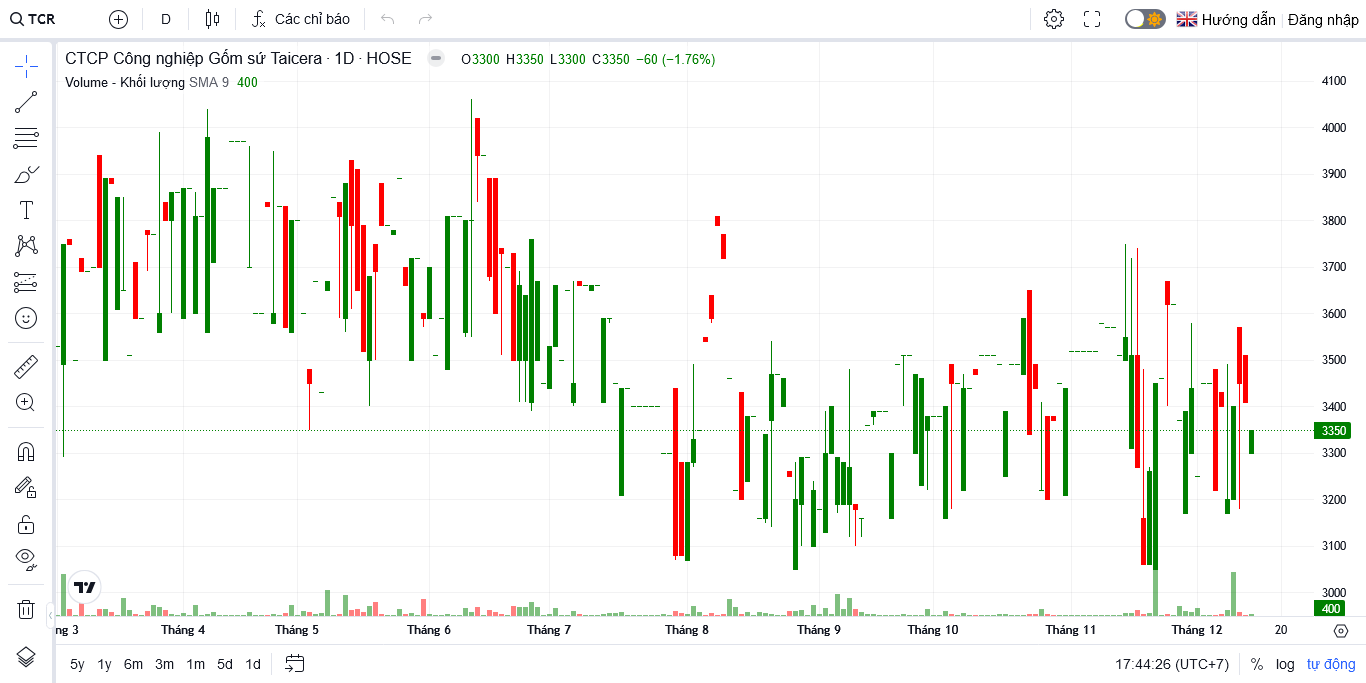 TCR D Các chỉ báo Hướng dẫn Đăng nhập
CTCP Công nghiệp Gốm sứ Taicera · 1D · HOSE O3300 H3350 L3300 C3350 −60 (−1.76%)
Volume - Khối lượng SMA 9 400
4100
4000
3900
3800
3700
3600
3500
3400
3350
3300
3200
3100
3000
400
ng 3 Tháng 4 Tháng 5 Tháng 6 Tháng 7 Tháng 8 Tháng 9 Tháng 10 Tháng 11 Tháng 12 20
5y 1y 6m 3m 1m 5d 1d 17:44:26 (UTC+7) % log tự động